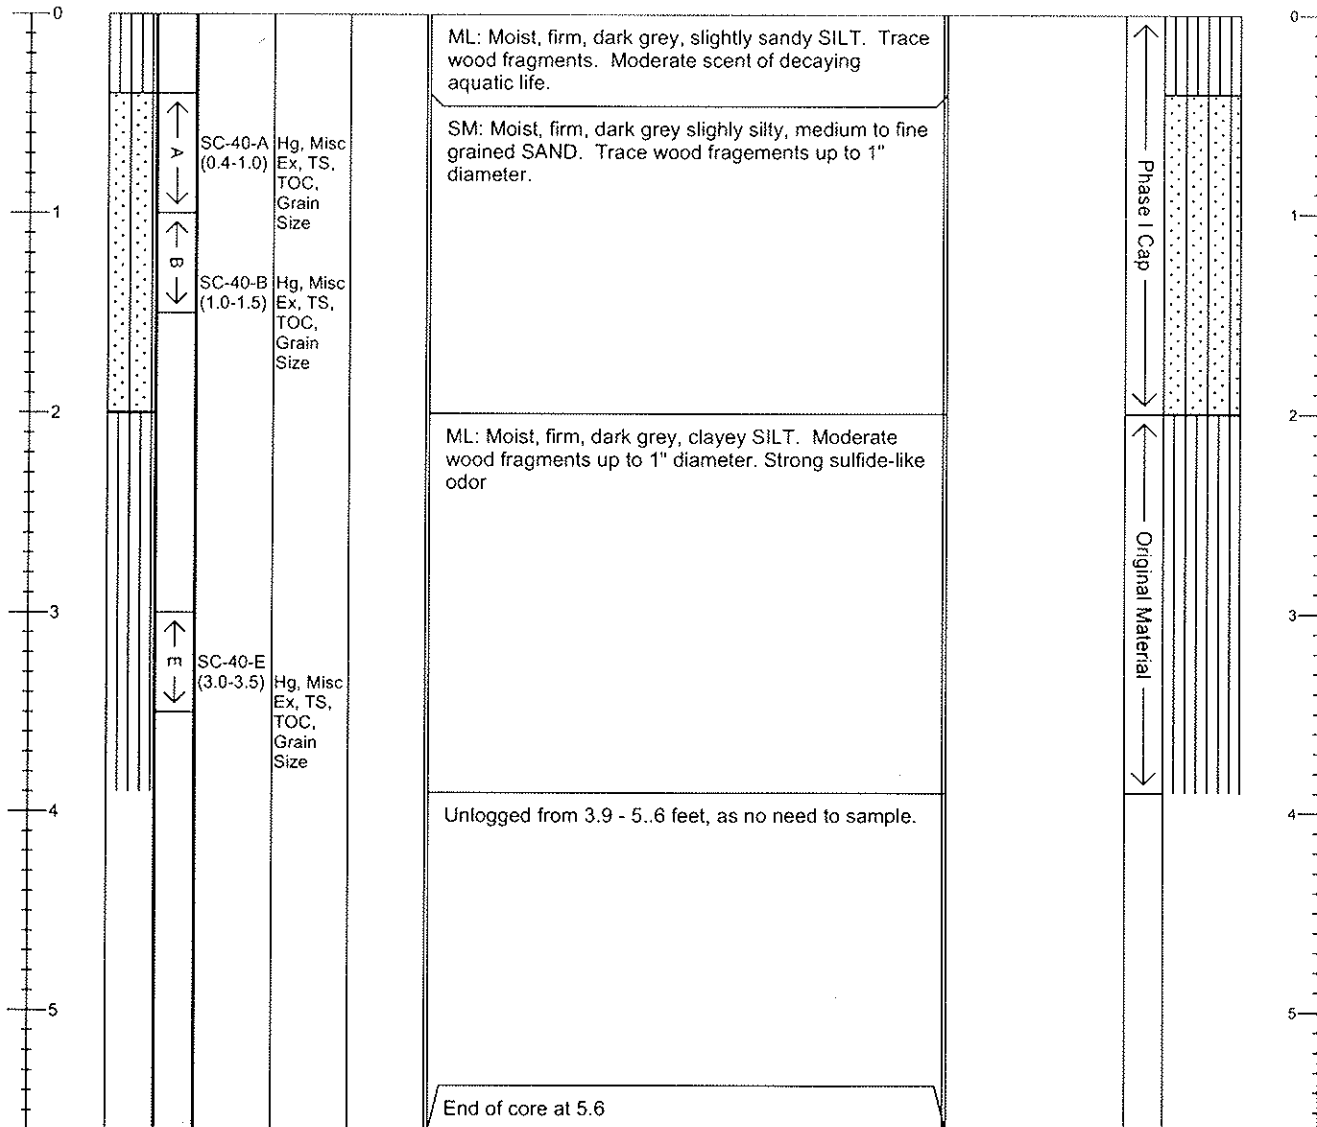 0
ML: Moist, firm, dark grey, slightly sandy SILT. Trace
wood fragments. Moderate scent of decaying
aquatic life.
0
SM: Moist, firm, dark grey slighly silty, medium to fine
grained SAND. Trace wood fragements up to 1"
diameter.
A
SC-40-A
(0.4-1.0)
Hg, Misc
Ex, TS,
TOC,
Grain
Size
Phase I Cap
1
1
B
SC-40-B
(1.0-1.5)
Hg, Misc
Ex, TS,
TOC,
Grain
Size
2
2
ML: Moist, firm, dark grey, clayey SILT. Moderate
wood fragments up to 1" diameter. Strong sulfide-like
odor
Original Material
3
3
E
SC-40-E
(3.0-3.5)
Hg, Misc
Ex, TS,
TOC,
Grain
Size
4
4
Unlogged from 3.9 - 5..6 feet, as no need to sample.
5
5
End of core at 5.6